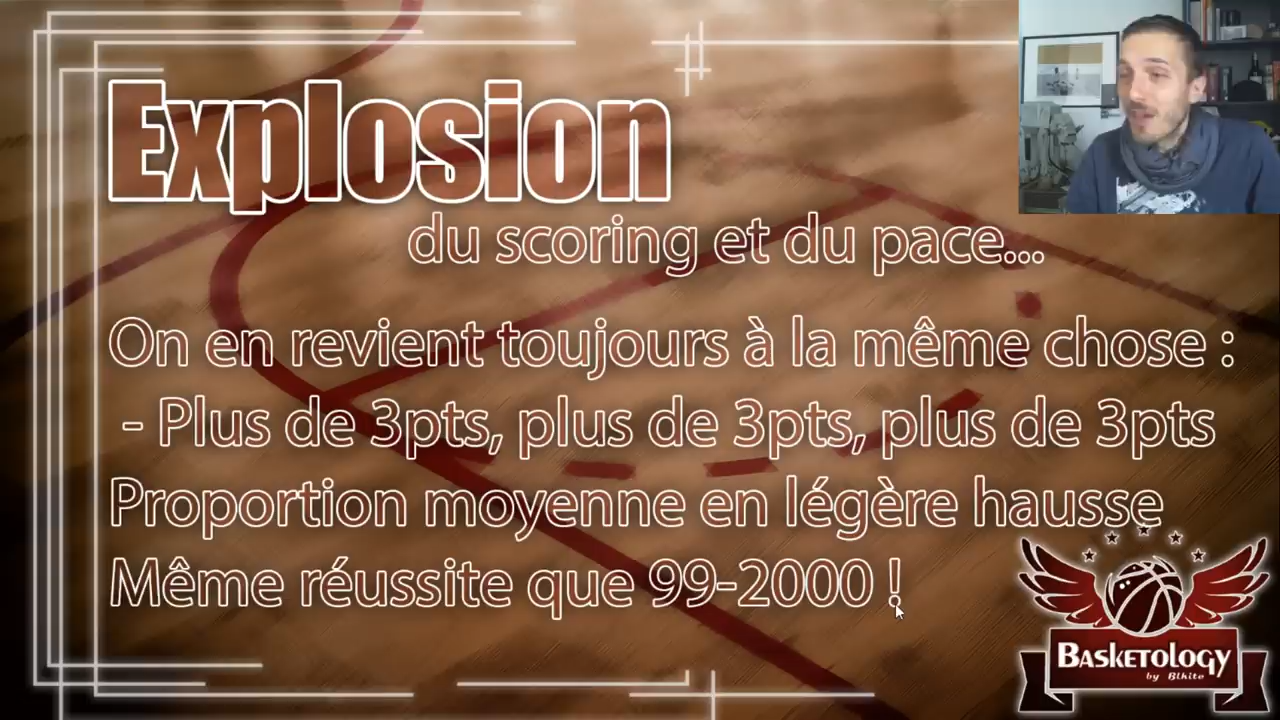 Explosion
du scoring et du pace...
On en revient toujours à la même chose :
- Plus de 3pts, plus de 3pts, plus de 3pts
Proportion moyenne en légère hausse
Même réussite que 99-2000 !
Basketology
by Blkite